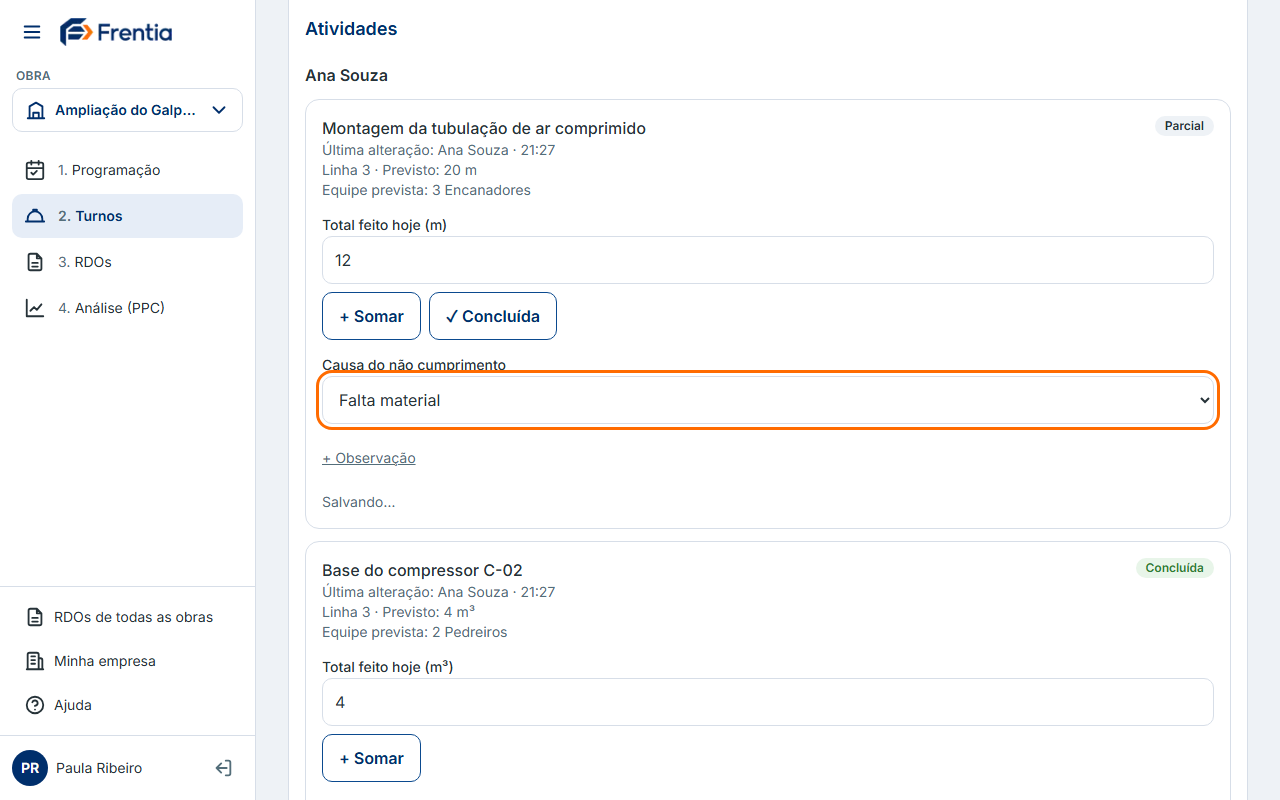 Frentia
OBRA
Ampliação do Galp...
1. Programação
2. Turnos
3. RDOs
4. Análise (PPC)
RDOs de todas as obras
Minha empresa
Ajuda
PR
Paula Ribeiro
Atividades
Ana Souza
Montagem da tubulação de ar comprimido
Parcial
Última alteração: Ana Souza · 21:27
Linha 3 · Previsto: 20 m
Equipe prevista: 3 Encanadores
Total feito hoje (m)
12
+ Somar
✓ Concluída
Causa do não cumprimento
Falta material
+ Observação
Salvando...
Base do compressor C-02
Concluída
Última alteração: Ana Souza · 21:27
Linha 3 · Previsto: 4 m³
Equipe prevista: 2 Pedreiros
Total feito hoje (m³)
4
+ Somar